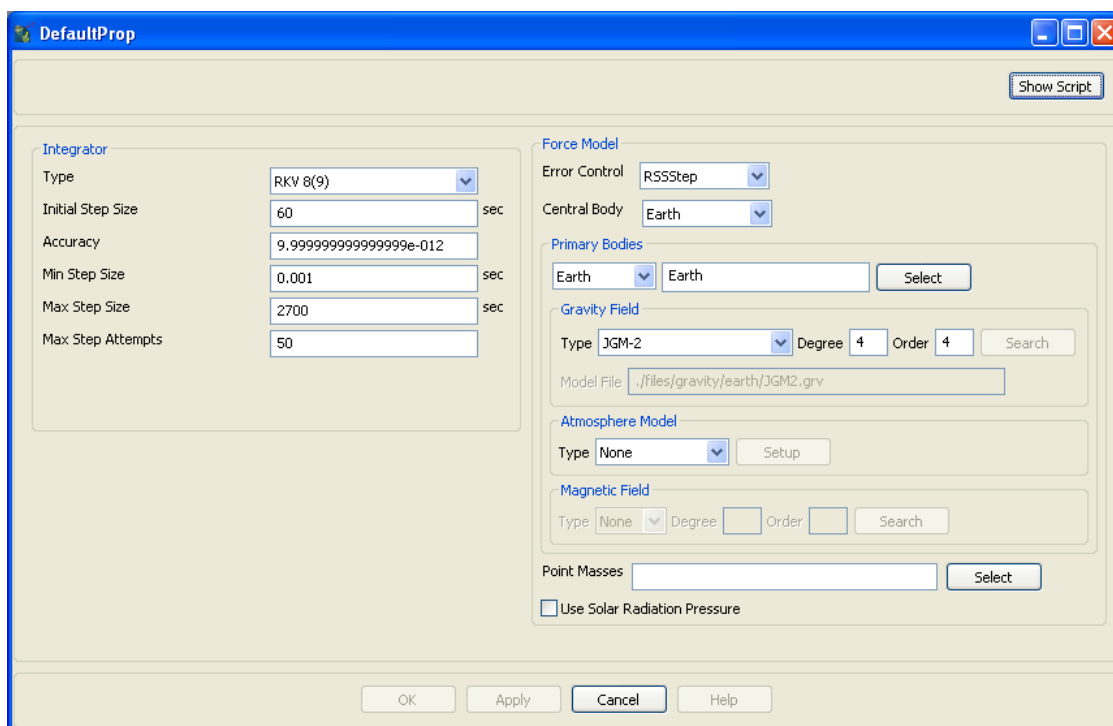 DefaultProp
Show Script
Integrator
Type RKV 8(9)
Initial Step Size 60 sec
Accuracy 9.999999999999999e-012
Min Step Size 0.001 sec
Max Step Size 2700 sec
Max Step Attempts 50
Force Model
Error Control RSSStep
Central Body Earth
Primary Bodies
Earth Earth Select
Gravity Field
Type JGM-2 Degree 4 Order 4 Search
Model File ./files/gravity/earth/JGM2.grv
Atmosphere Model
Type None Setup
Magnetic Field
Type None Degree Order Search
Point Masses Select
Use Solar Radiation Pressure
OK Apply Cancel Help